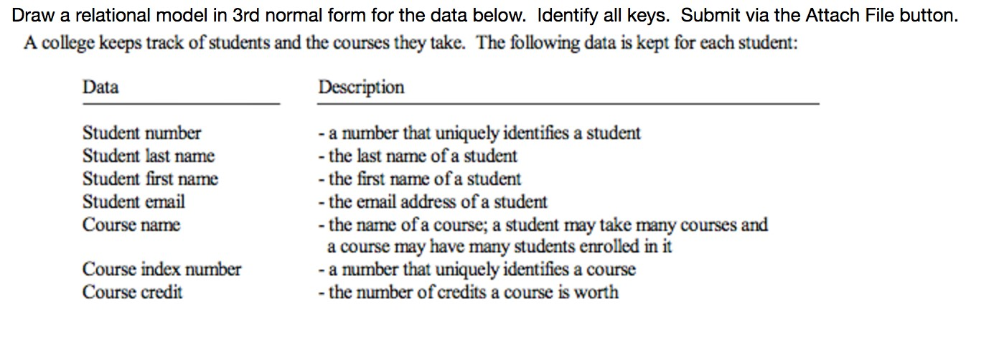 Draw a relational model in 3rd normal form for the data below.  Identify all keys.  Submit via the Attach File button.
A college keeps track of students and the courses they take.  The following data is kept for each student:
Data Description
Student number - a number that uniquely identifies a student
Student last name - the last name of a student
Student first name - the first name of a student
Student email - the email address of a student
Course name - the name of a course; a student may take many courses and
a course may have many students enrolled in it
Course index number - a number that uniquely identifies a course
Course credit - the number of credits a course is worth